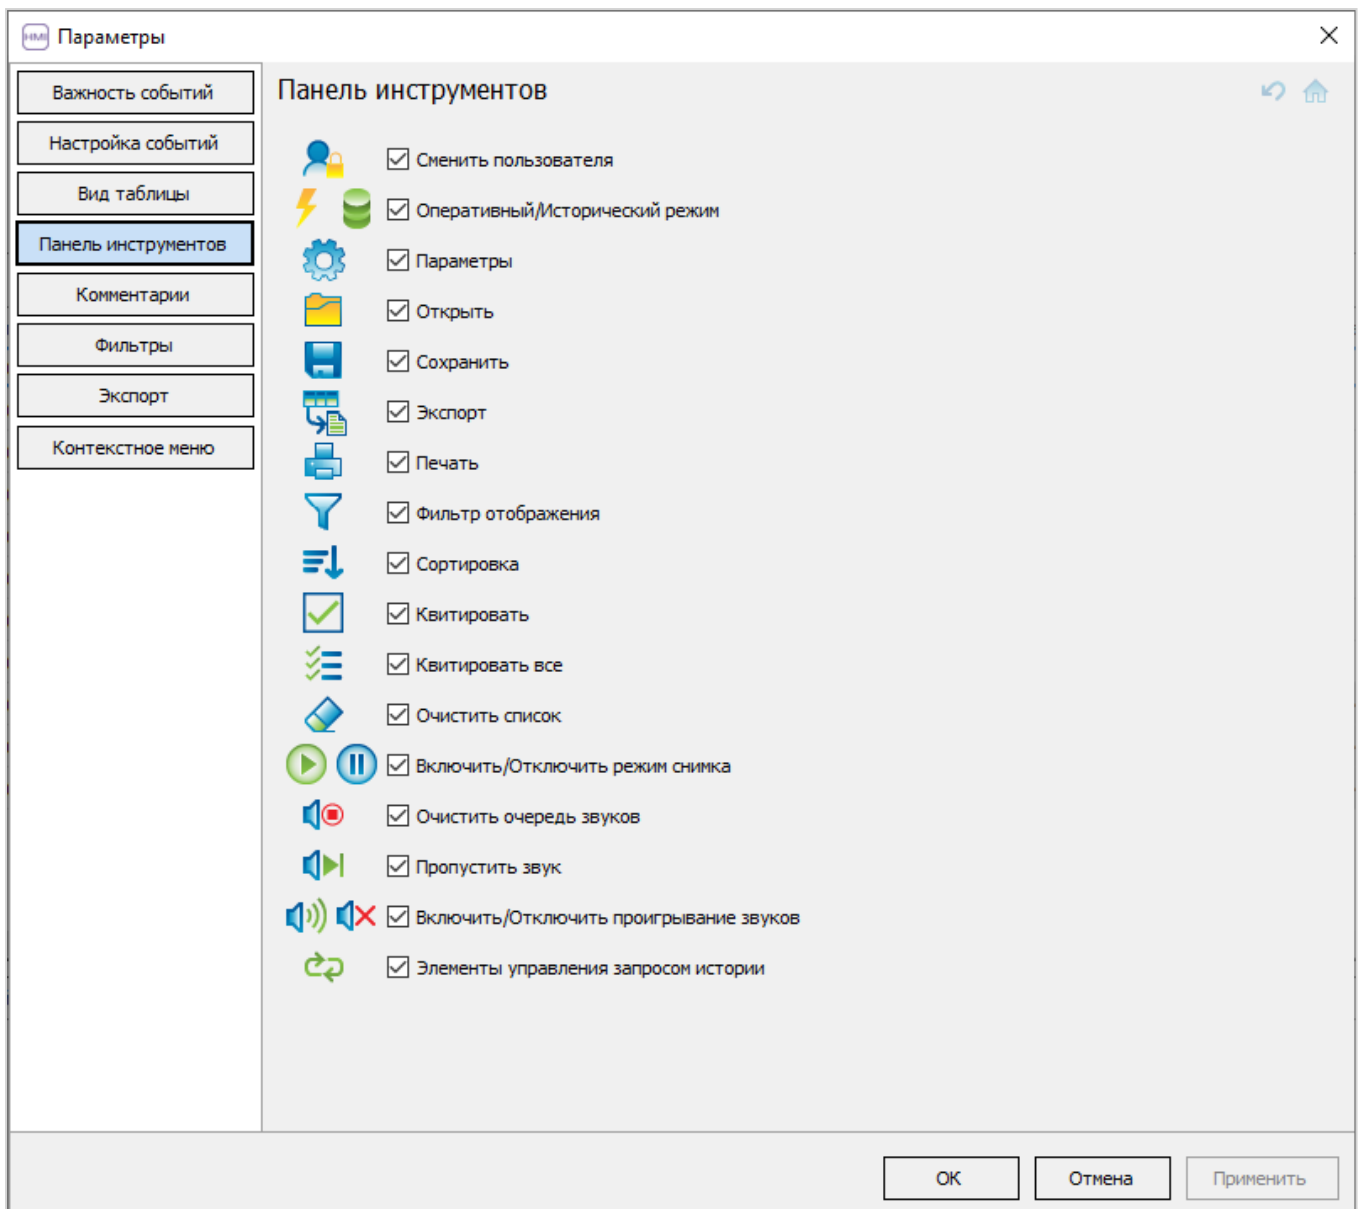 HMI Параметры
Важность событий
Настройка событий
Вид таблицы
Панель инструментов
Комментарии
Фильтры
Экспорт
Контекстное меню
Панель инструментов
Сменить пользователя
Оперативный/Исторический режим
Параметры
Открыть
Сохранить
Экспорт
Печать
Фильтр отображения
Сортировка
Квитировать
Квитировать все
Очистить список
Включить/Отключить режим снимка
Очистить очередь звуков
Пропустить звук
Включить/Отключить проигрывание звуков
Элементы управления запросом истории
ОК
Отмена
Применить